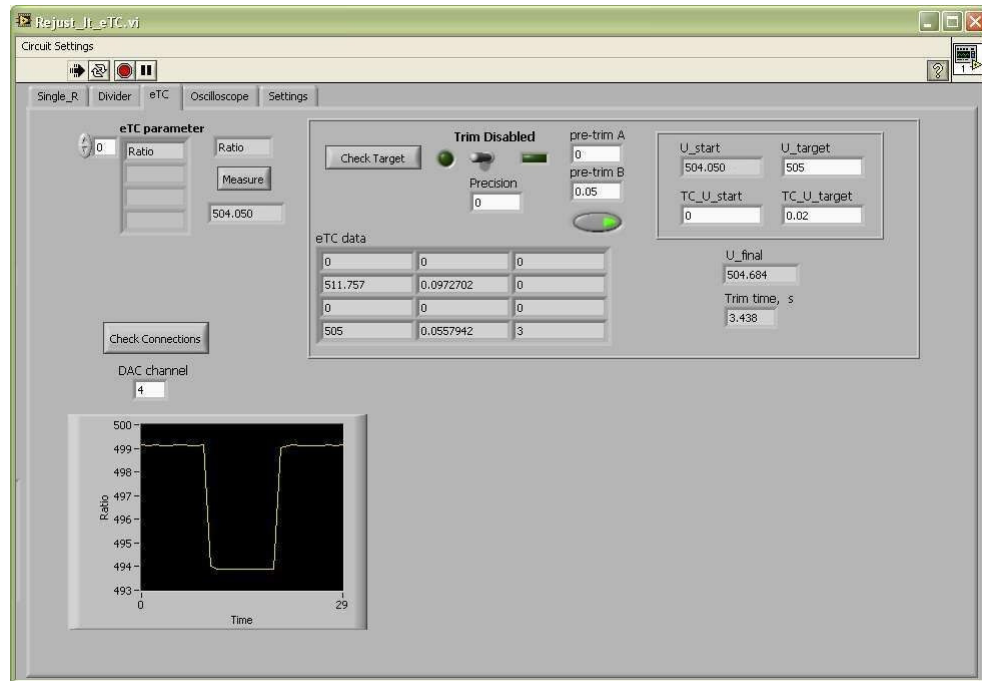 Rejust_It_eTC.vi
Circuit Settings
Single_R Divider eTC Oscilloscope Settings
eTC parameter
0 Ratio
Ratio
Measure
504.050
Check Target
Trim Disabled
Precision
0
pre-trim A
0
pre-trim B
0.05
U_start U_target
504.050 505
TC_U_start TC_U_target
0 0.02
eTC data
0 0 0
511.757 0.0972702 0
0 0 0
505 0.0557942 3
U_final
504.684
Trim time, s
3.438
Check Connections
DAC channel
4
500
499
498
497
496
495
494
493
Ratio
0 29
Time